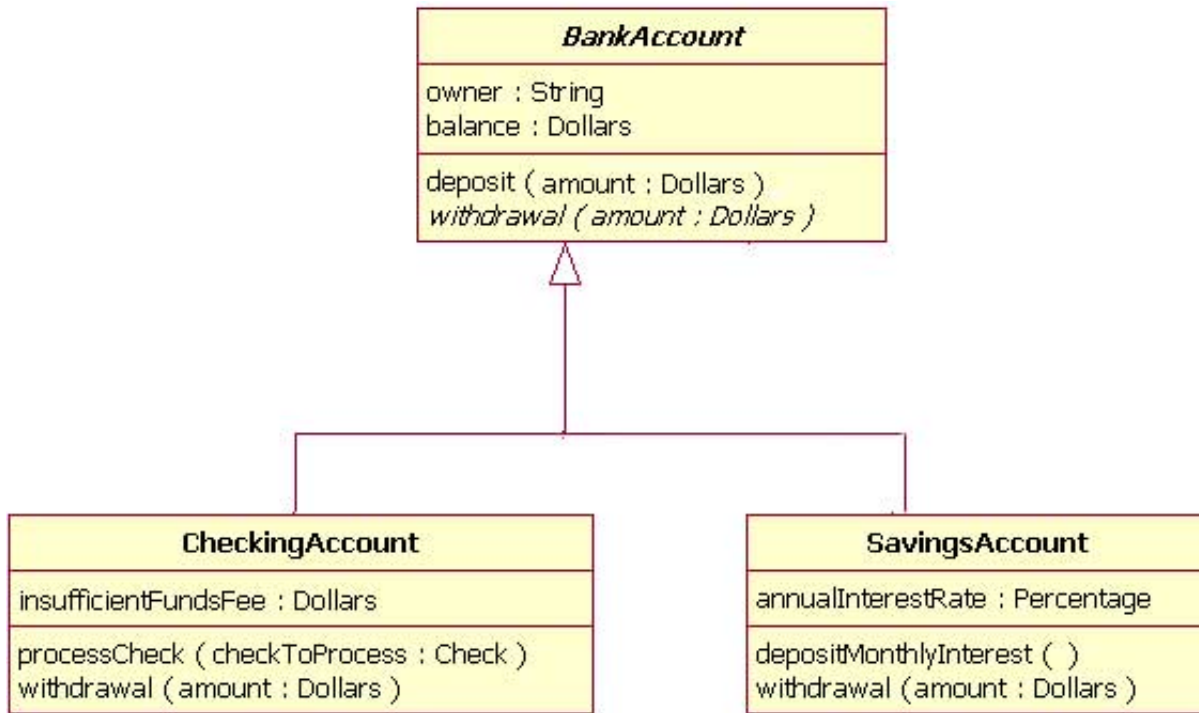 BankAccount
owner : String
balance : Dollars
deposit ( amount : Dollars )
withdrawal ( amount : Dollars )
CheckingAccount
insufficientFundsFee : Dollars
processCheck ( checkToProcess : Check )
withdrawal ( amount : Dollars )
SavingsAccount
annualInterestRate : Percentage
depositMonthlyInterest ( )
withdrawal ( amount : Dollars )